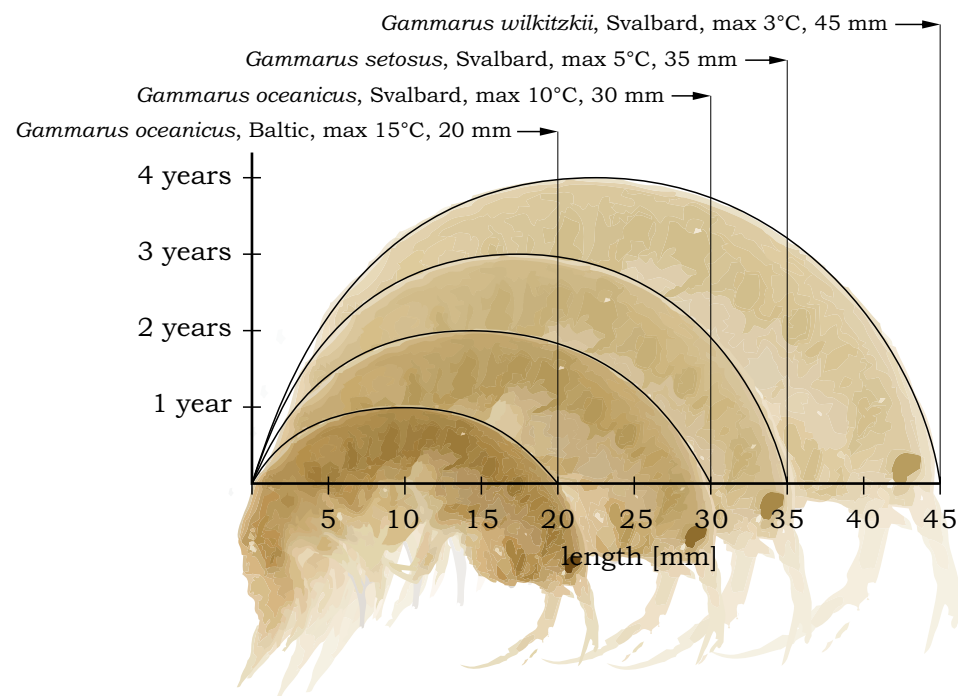 Gammarus wilkitzkii, Svalbard, max 3°C, 45 mm
Gammarus setosus, Svalbard, max 5°C, 35 mm
Gammarus oceanicus, Svalbard, max 10°C, 30 mm
Gammarus oceanicus, Baltic, max 15°C, 20 mm
4 years
3 years
2 years
1 year
5 10 15 20 25 30 35 40 45
length [mm]